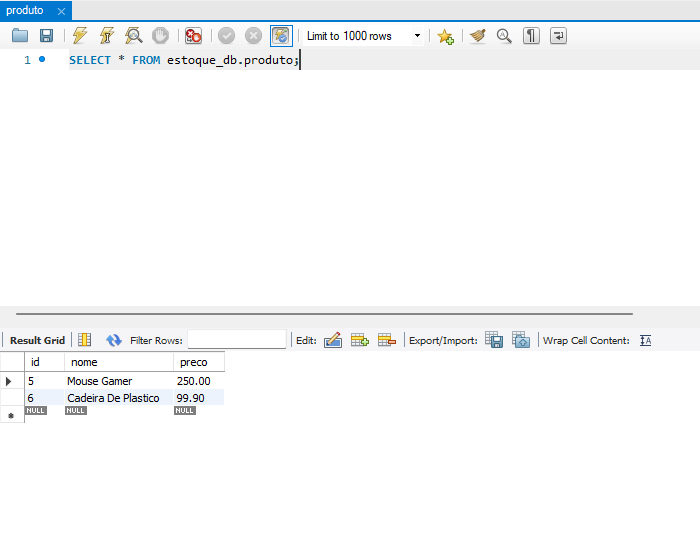 produto
Limit to 1000 rows
1 SELECT * FROM estoque_db.produto;
Result Grid Filter Rows: Edit: Export/Import: Wrap Cell Content:
id nome preco
5 Mouse Gamer 250.00
6 Cadeira De Plastico 99.90
NULL NULL NULL